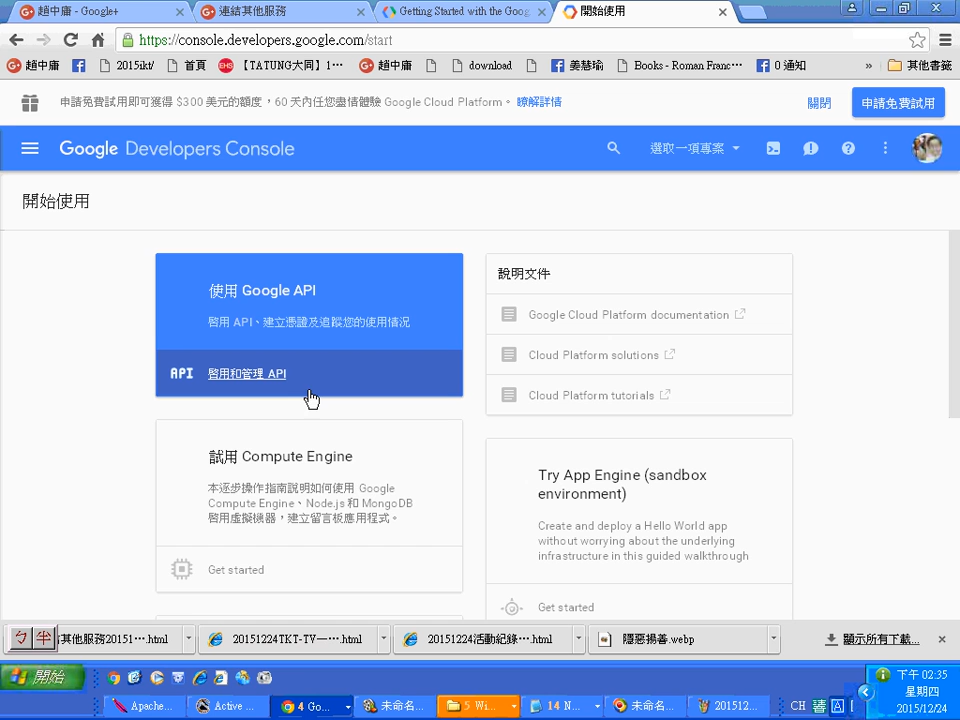 趙中庸 - Google+
連結其他服務
Getting Started with the Goog
開始使用
https://console.developers.google.com/start
趙中庸
2015ikt/
首頁
【TATUNG大同】1…
趙中庸
download
姜慧瑜
Books - Roman Franc…
0 通知
»
其他書籤
申請免費試用即可獲得 $300 美元的額度，60 天內任您盡情體驗 Google Cloud Platform。 瞭解詳情
關閉
申請免費試用
Google Developers Console
選取一項專案
開始使用
使用 Google API
啓用 API、建立憑證及追蹤您的使用情況
API 啓用和管理 API
說明文件
Google Cloud Platform documentation
Cloud Platform solutions
Cloud Platform tutorials
試用 Compute Engine
本逐步操作指南說明如何使用 Google
Compute Engine、Node.js 和 MongoDB
啓用虛擬機器，建立留言板應用程式。
Get started
Try App Engine (sandbox
environment)
Create and deploy a Hello World app
without worrying about the underlying
infrastructure in this guided walkthrough
Get started
ㄅ 半
其他服務20151….html
20151224TKT-TV—….html
20151224活動紀錄….html
隱惡揚善.webp
顯示所有下載...
開始
Apache...
Active ...
4 Go...
未命名...
5 Wi...
14 N...
未命名...
201512...
CH
下午 02:35
星期四
2015/12/24